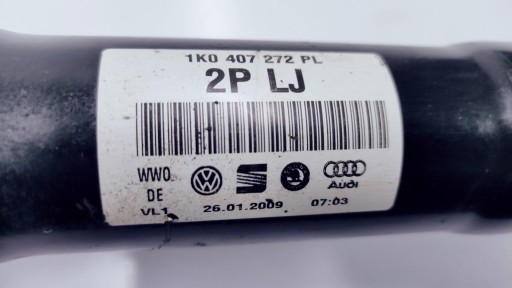 1K0 407 272 PL
2P LJ
WWO
DE
Audi
VL1 26.01.2009 07:03